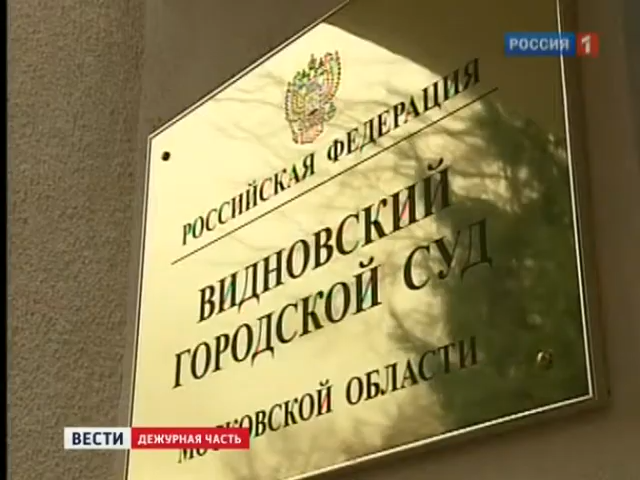 РОССИЯ 1
РОССИЙСКАЯ ФЕДЕРАЦИЯ
ВИДНОВСКИЙ
ГОРОДСКОЙ СУД
МОСКОВСКОЙ ОБЛАСТИ
ВЕСТИ ДЕЖУРНАЯ ЧАСТЬ